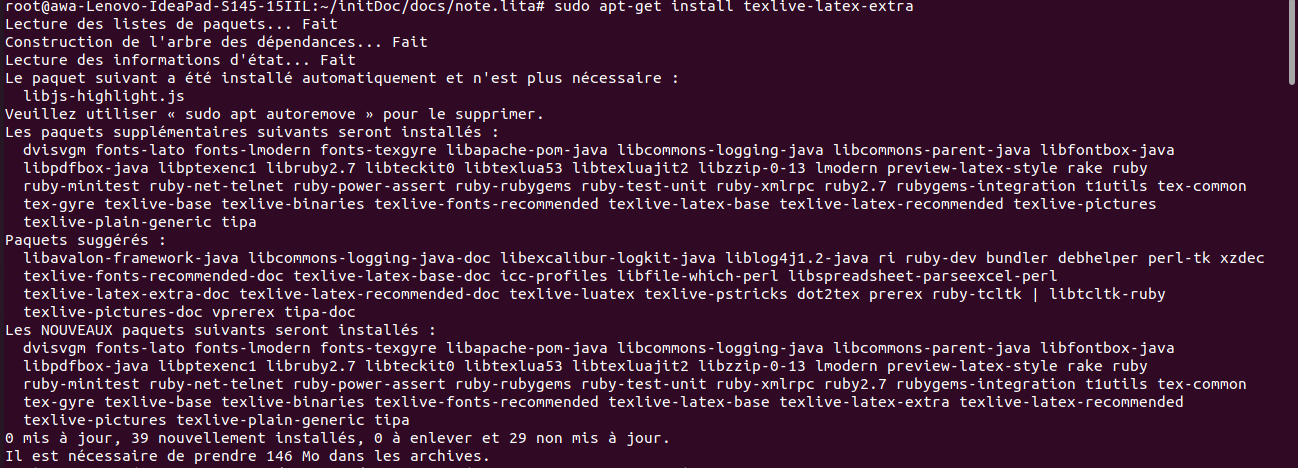 root@awa-Lenovo-IdeaPad-S145-15IIL:~/initDoc/docs/note.lita# sudo apt-get install texlive-latex-extra
Lecture des listes de paquets... Fait
Construction de l'arbre des dépendances... Fait
Lecture des informations d'état... Fait
Le paquet suivant a été installé automatiquement et n'est plus nécessaire :
  libjs-highlight.js
Veuillez utiliser « sudo apt autoremove » pour le supprimer.
Les paquets supplémentaires suivants seront installés :
  dvisvgm fonts-lato fonts-lmodern fonts-texgyre libapache-pom-java libcommons-logging-java libcommons-parent-java libfontbox-java
  libpdfbox-java libptexenc1 libruby2.7 libteckit0 libtexlua53 libtexluajit2 libzzip-0-13 lmodern preview-latex-style rake ruby
  ruby-minitest ruby-net-telnet ruby-power-assert ruby-rubygems ruby-test-unit ruby-xmlrpc ruby2.7 rubygems-integration t1utils tex-common
  tex-gyre texlive-base texlive-binaries texlive-fonts-recommended texlive-latex-base texlive-latex-recommended texlive-pictures
  texlive-plain-generic tipa
Paquets suggérés :
  libavalon-framework-java libcommons-logging-java-doc libexcalibur-logkit-java liblog4j1.2-java ri ruby-dev bundler debhelper perl-tk xzdec
  texlive-fonts-recommended-doc texlive-latex-base-doc icc-profiles libfile-which-perl libspreadsheet-parseexcel-perl
  texlive-latex-extra-doc texlive-latex-recommended-doc texlive-luatex texlive-pstricks dot2tex prerex ruby-tcltk | libtcltk-ruby
  texlive-pictures-doc vprerex tipa-doc
Les NOUVEAUX paquets suivants seront installés :
  dvisvgm fonts-lato fonts-lmodern fonts-texgyre libapache-pom-java libcommons-logging-java libcommons-parent-java libfontbox-java
  libpdfbox-java libptexenc1 libruby2.7 libteckit0 libtexlua53 libtexluajit2 libzzip-0-13 lmodern preview-latex-style rake ruby
  ruby-minitest ruby-net-telnet ruby-power-assert ruby-rubygems ruby-test-unit ruby-xmlrpc ruby2.7 rubygems-integration t1utils tex-common
  tex-gyre texlive-base texlive-binaries texlive-fonts-recommended texlive-latex-base texlive-latex-extra texlive-latex-recommended
  texlive-pictures texlive-plain-generic tipa
0 mis à jour, 39 nouvellement installés, 0 à enlever et 29 non mis à jour.
Il est nécessaire de prendre 146 Mo dans les archives.